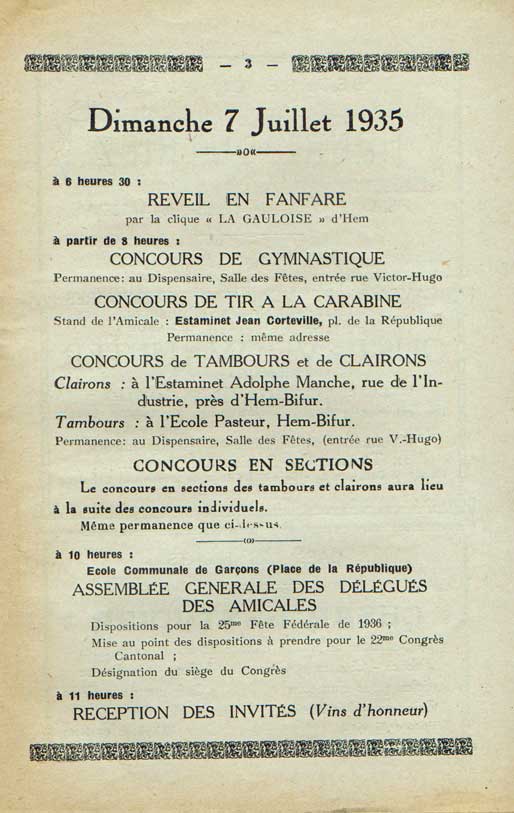 — 3 —
Dimanche 7 Juillet 1935
»o«
à 6 heures 30 :
REVEIL EN FANFARE
par la clique « LA GAULOISE » d'Hem
à partir de 8 heures :
CONCOURS DE GYMNASTIQUE
Permanence: au Dispensaire, Salle des Fêtes, entrée rue Victor-Hugo
CONCOURS DE TIR A LA CARABINE
Stand de l'Amicale : Estaminet Jean Corteville, pl. de la République
Permanence : même adresse
CONCOURS de TAMBOURS et de CLAIRONS
Clairons : à l'Estaminet Adolphe Manche, rue de l'In-
dustrie, près d'Hem-Bifur.
Tambours : à l'Ecole Pasteur, Hem-Bifur.
Permanence: au Dispensaire, Salle des Fêtes, (entrée rue V.-Hugo)
CONCOURS EN SECTIONS
Le concours en sections des tambours et clairons aura lieu
à la suite des concours individuels.
Même permanence que ci-dessus.
à 10 heures :
Ecole Communale de Garçons (Place de la République)
ASSEMBLÉE GENERALE DES DÉLÉGUÉS
DES AMICALES
Dispositions pour la 25me Fête Fédérale de 1936 ;
Mise au point des dispositions à prendre pour le 22me Congrès
Cantonal ;
Désignation du siège du Congrès
à 11 heures :
RECEPTION DES INVITÉS (Vins d'honneur)